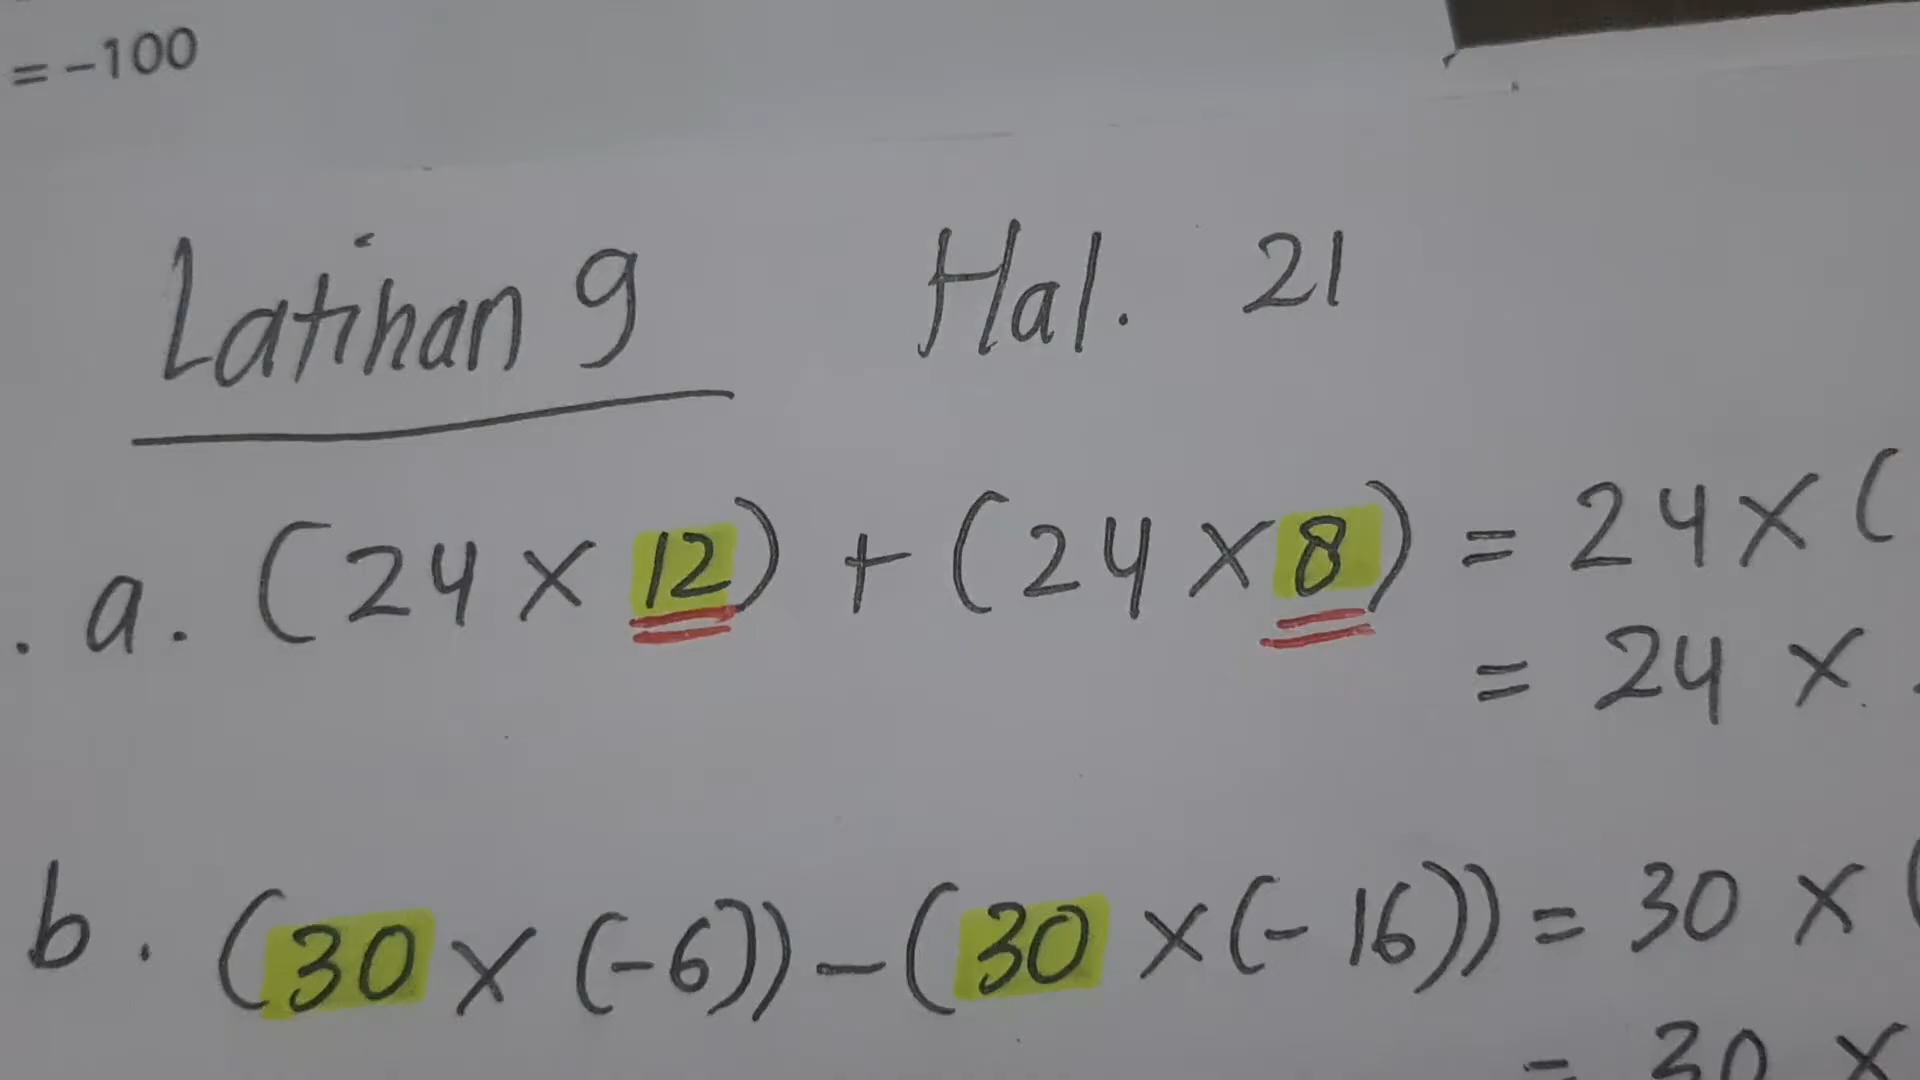 = -100
Latihan 9 Hal. 21
. a. (24 × 12) + (24 × 8) = 24 × (
= 24 ×
b. (30 × (-6)) - (30 × (-16)) = 30 × (
= 30 ×